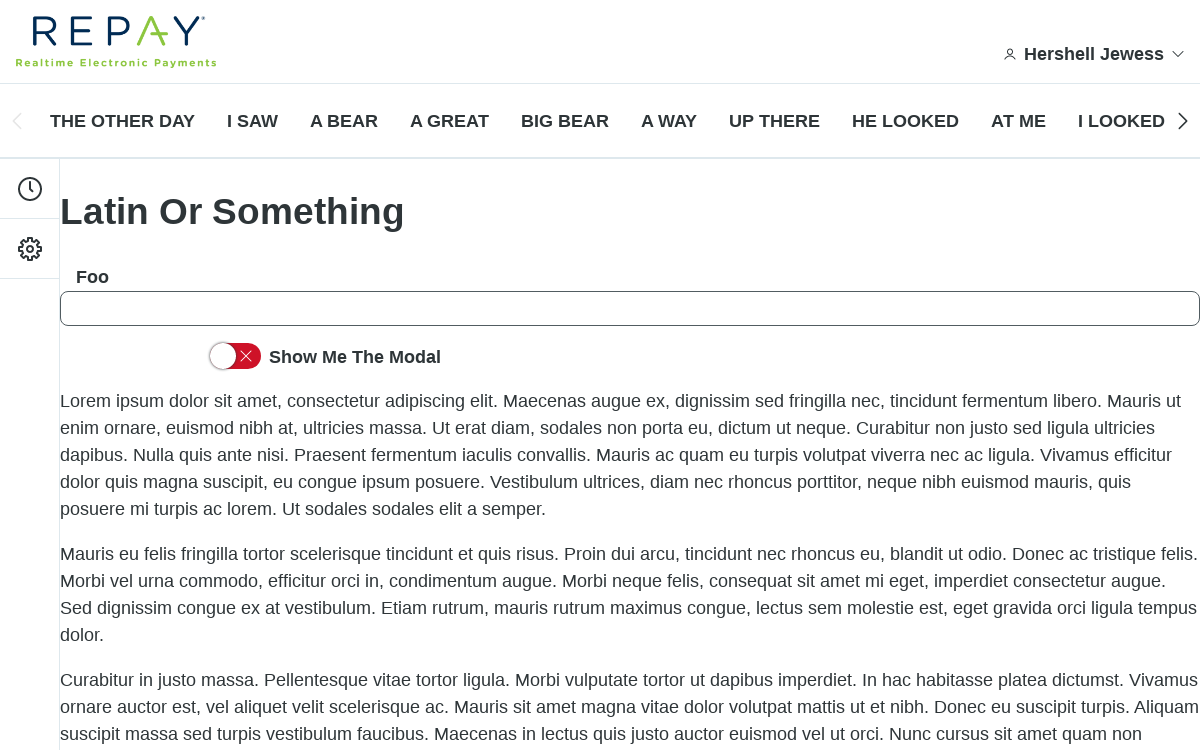 REPAY
Realtime Electronic Payments
Hershell Jewess
THE OTHER DAY I SAW A BEAR A GREAT BIG BEAR A WAY UP THERE HE LOOKED AT ME I LOOKED
Latin Or Something
Foo
Show Me The Modal
Lorem ipsum dolor sit amet, consectetur adipiscing elit. Maecenas augue ex, dignissim sed fringilla nec, tincidunt fermentum libero. Mauris ut
enim ornare, euismod nibh at, ultricies massa. Ut erat diam, sodales non porta eu, dictum ut neque. Curabitur non justo sed ligula ultricies
dapibus. Nulla quis ante nisi. Praesent fermentum iaculis convallis. Mauris ac quam eu turpis volutpat viverra nec ac ligula. Vivamus efficitur
dolor quis magna suscipit, eu congue ipsum posuere. Vestibulum ultrices, diam nec rhoncus porttitor, neque nibh euismod mauris, quis
posuere mi turpis ac lorem. Ut sodales sodales elit a semper.
Mauris eu felis fringilla tortor scelerisque tincidunt et quis risus. Proin dui arcu, tincidunt nec rhoncus eu, blandit ut odio. Donec ac tristique felis.
Morbi vel urna commodo, efficitur orci in, condimentum augue. Morbi neque felis, consequat sit amet mi eget, imperdiet consectetur augue.
Sed dignissim congue ex at vestibulum. Etiam rutrum, mauris rutrum maximus congue, lectus sem molestie est, eget gravida orci ligula tempus
dolor.
Curabitur in justo massa. Pellentesque vitae tortor ligula. Morbi vulputate tortor ut dapibus imperdiet. In hac habitasse platea dictumst. Vivamus
ornare auctor est, vel aliquet velit scelerisque ac. Mauris sit amet magna vitae dolor volutpat mattis ut et nibh. Donec eu suscipit turpis. Aliquam
suscipit massa sed turpis vestibulum faucibus. Maecenas in lectus quis justo auctor euismod vel ut orci. Nunc cursus sit amet quam non